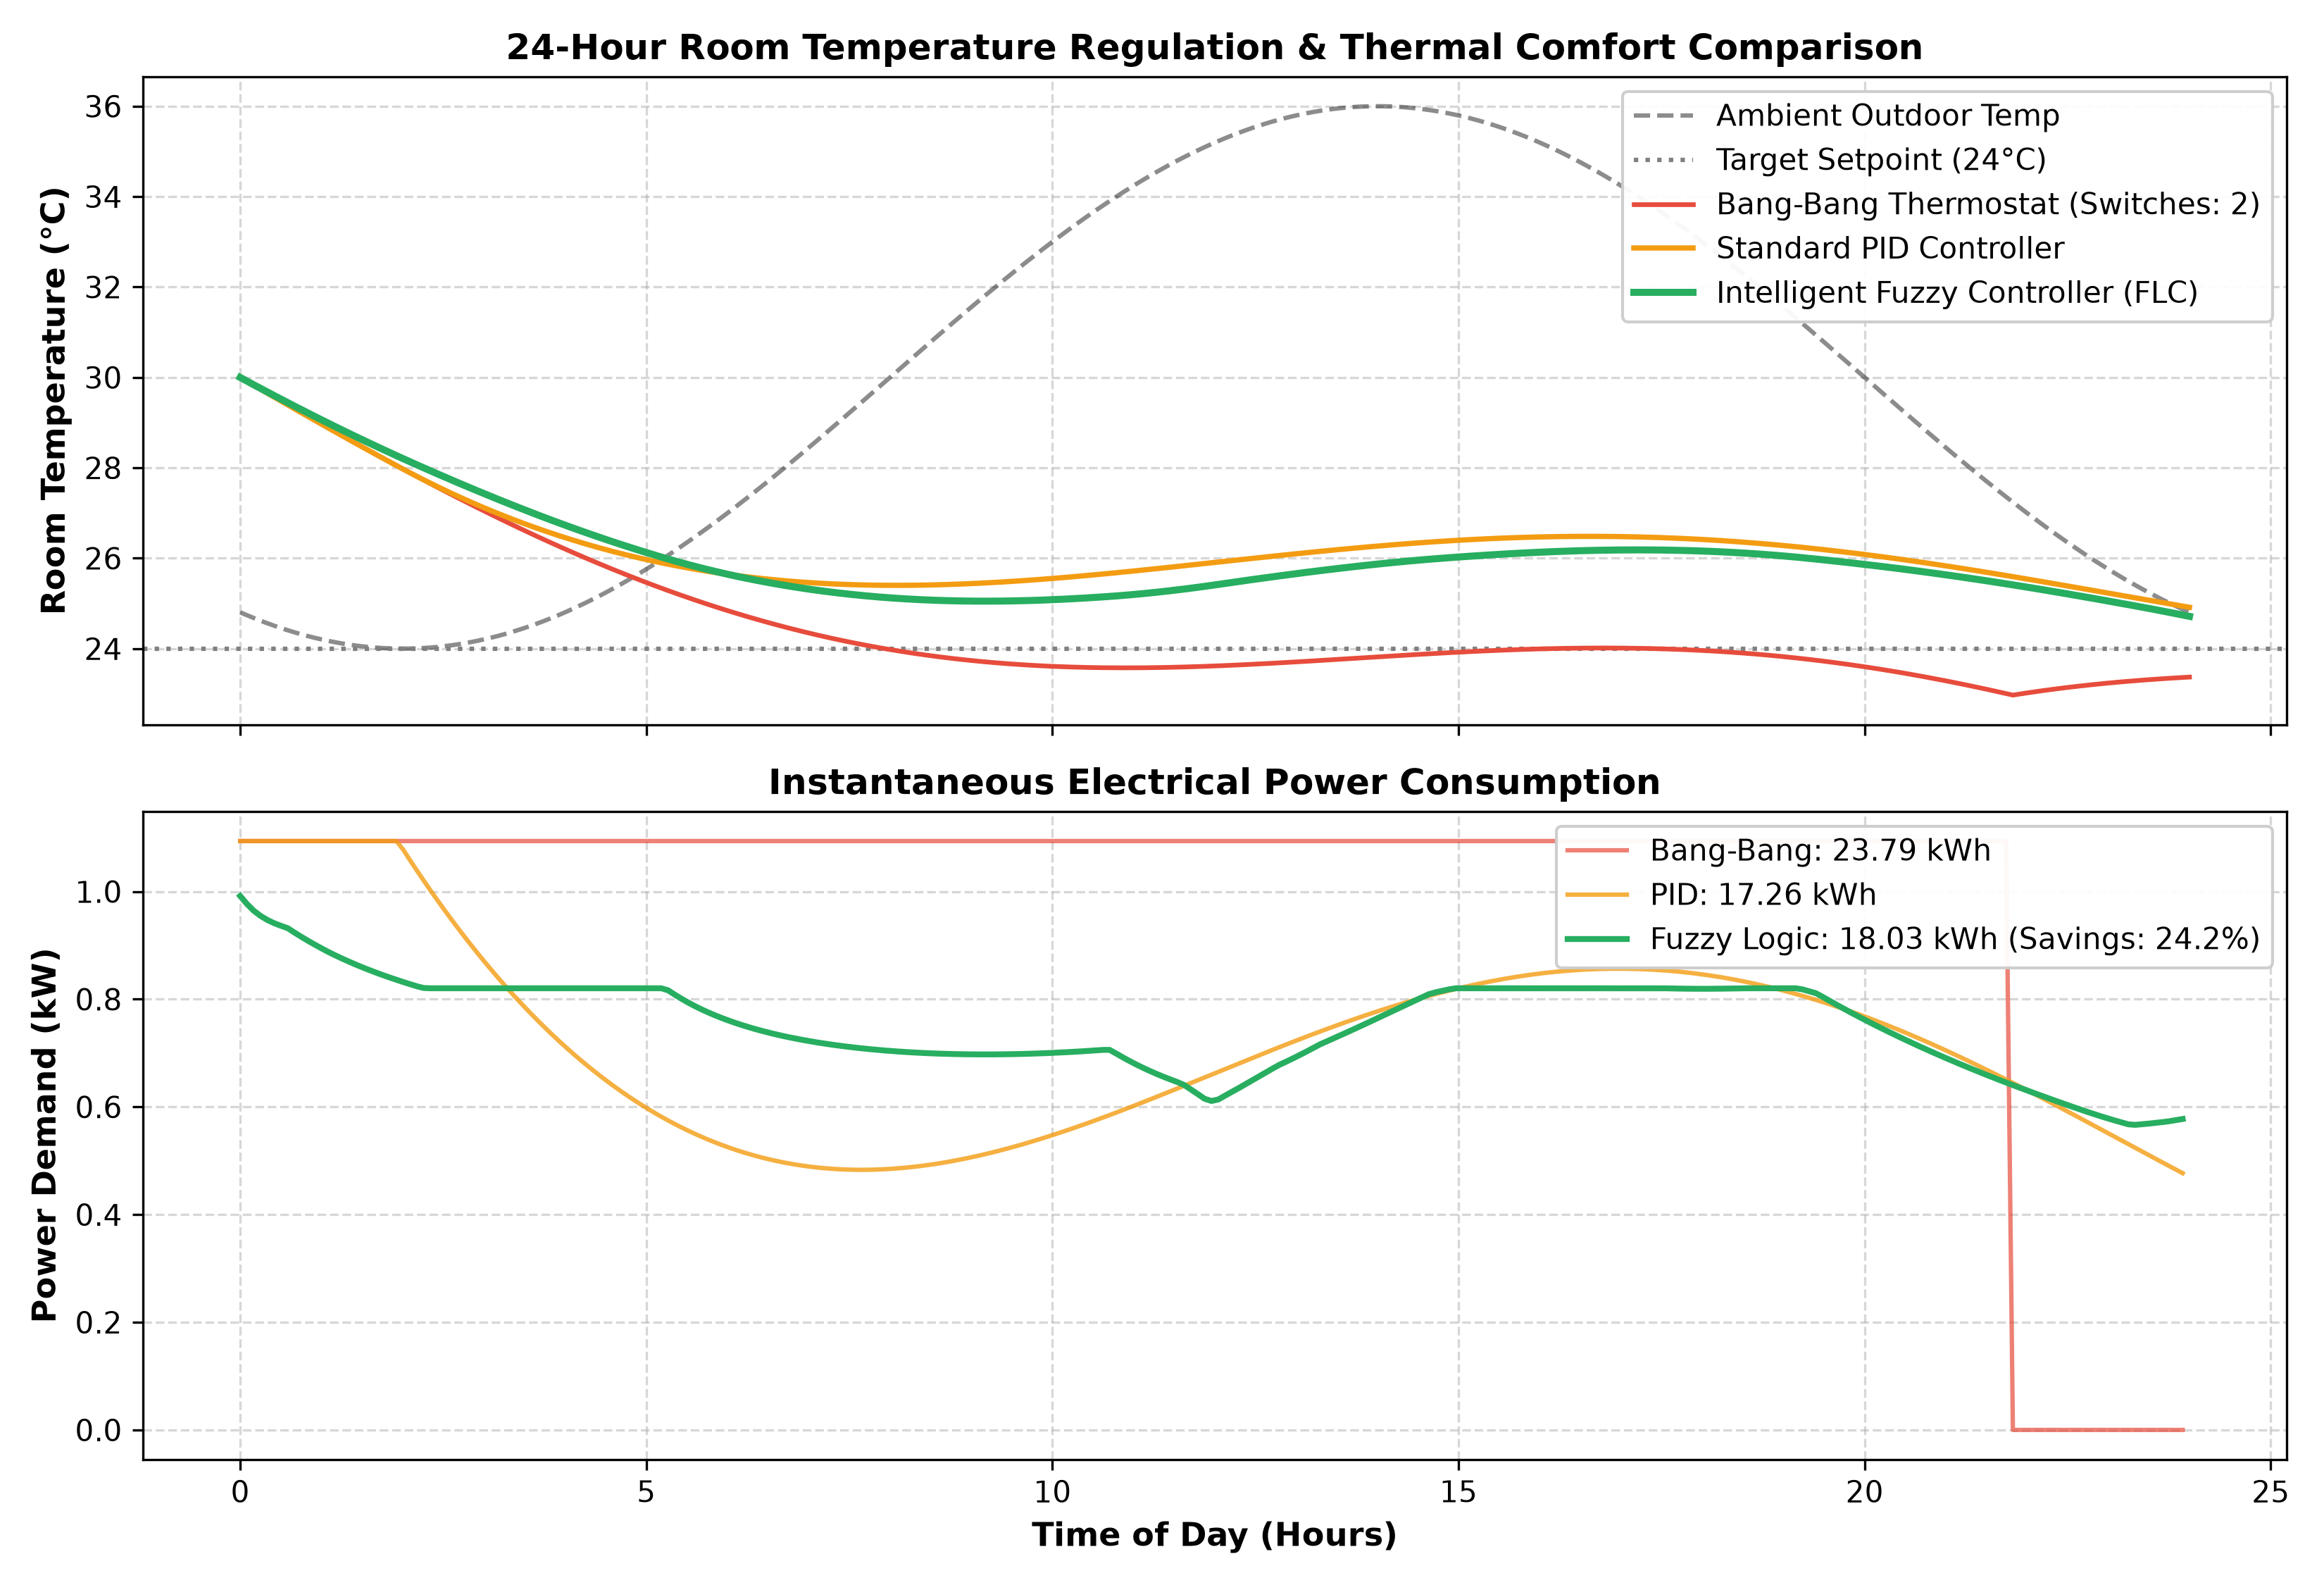 24-Hour Room Temperature Regulation & Thermal Comfort Comparison
Room Temperature (°C)
36
34
32
30
28
26
24
Ambient Outdoor Temp
Target Setpoint (24°C)
Bang-Bang Thermostat (Switches: 2)
Standard PID Controller
Intelligent Fuzzy Controller (FLC)
Instantaneous Electrical Power Consumption
Power Demand (kW)
1.0
0.8
0.6
0.4
0.2
0.0
Bang-Bang: 23.79 kWh
PID: 17.26 kWh
Fuzzy Logic: 18.03 kWh (Savings: 24.2%)
0 5 10 15 20 25
Time of Day (Hours)